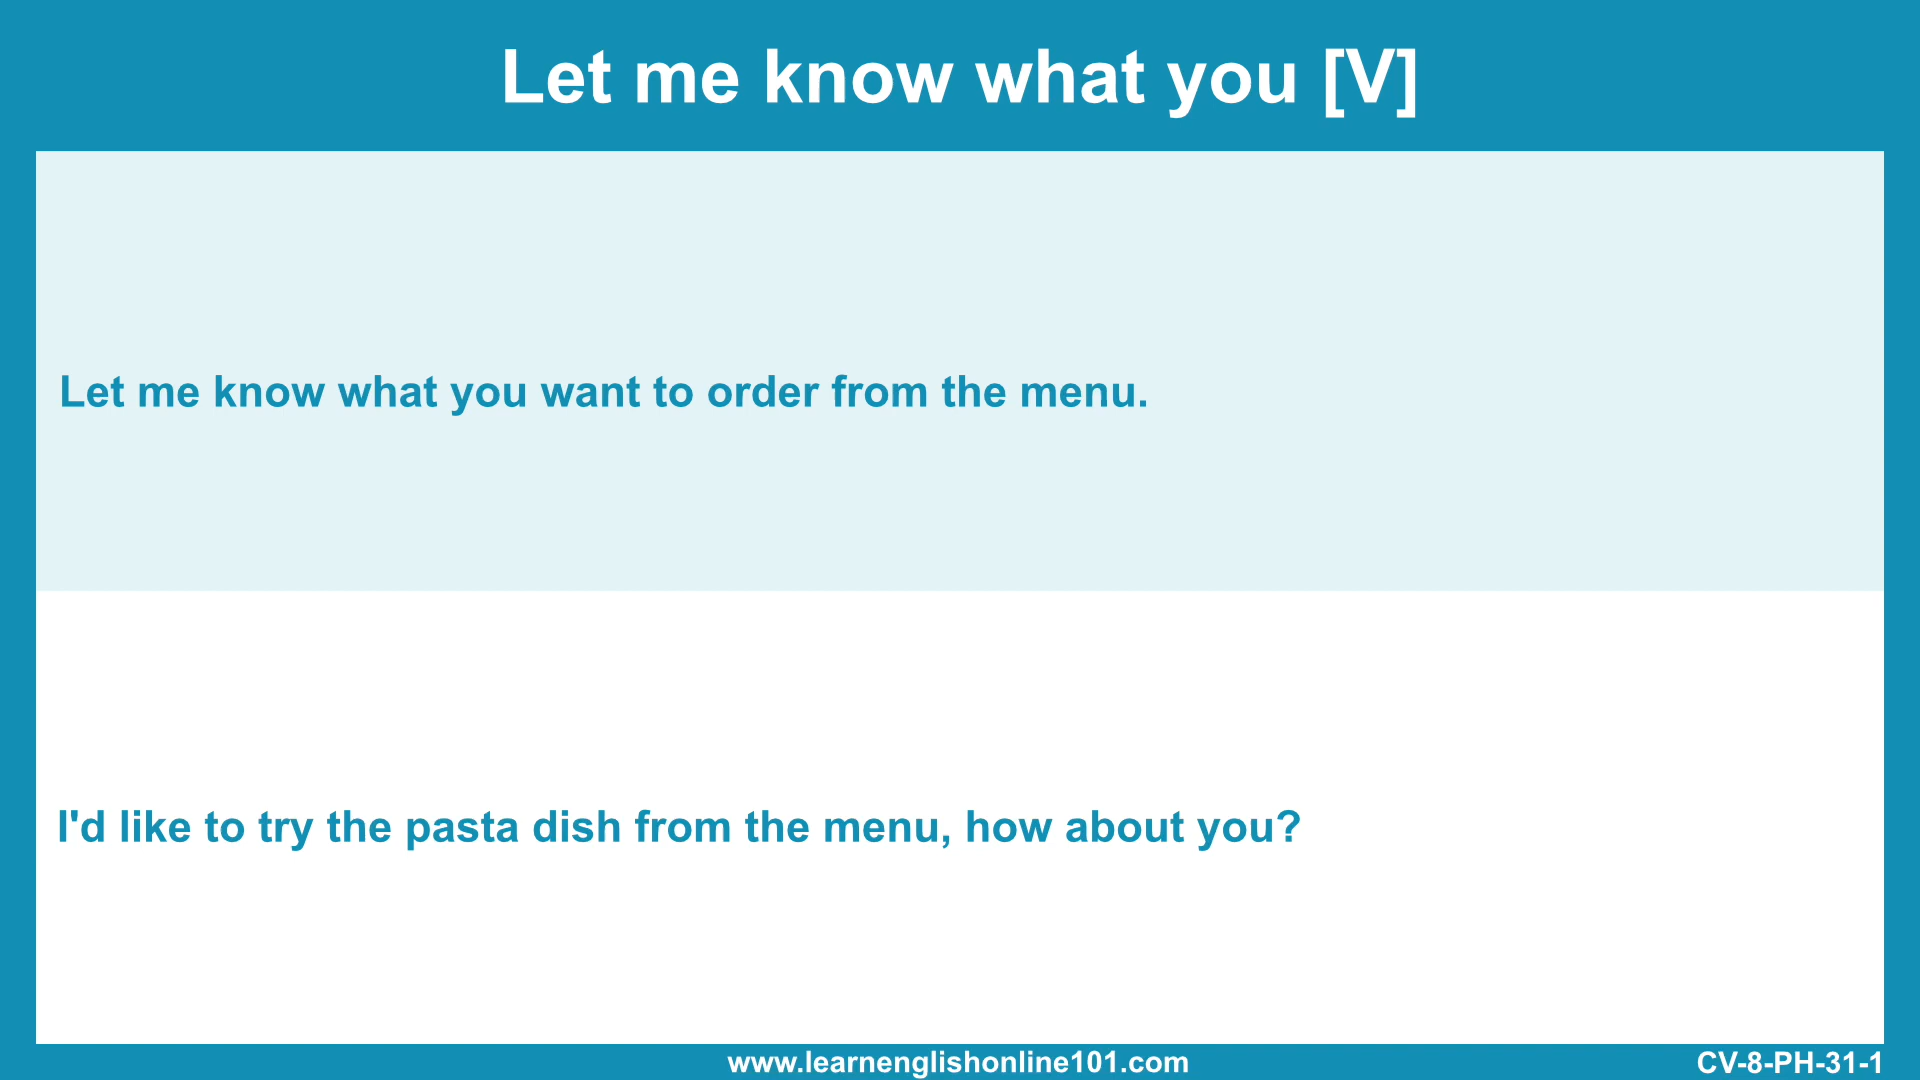 Let me know what you [V]
Let me know what you want to order from the menu.
I'd like to try the pasta dish from the menu, how about you?
www.learnenglishonline101.com
CV-8-PH-31-1